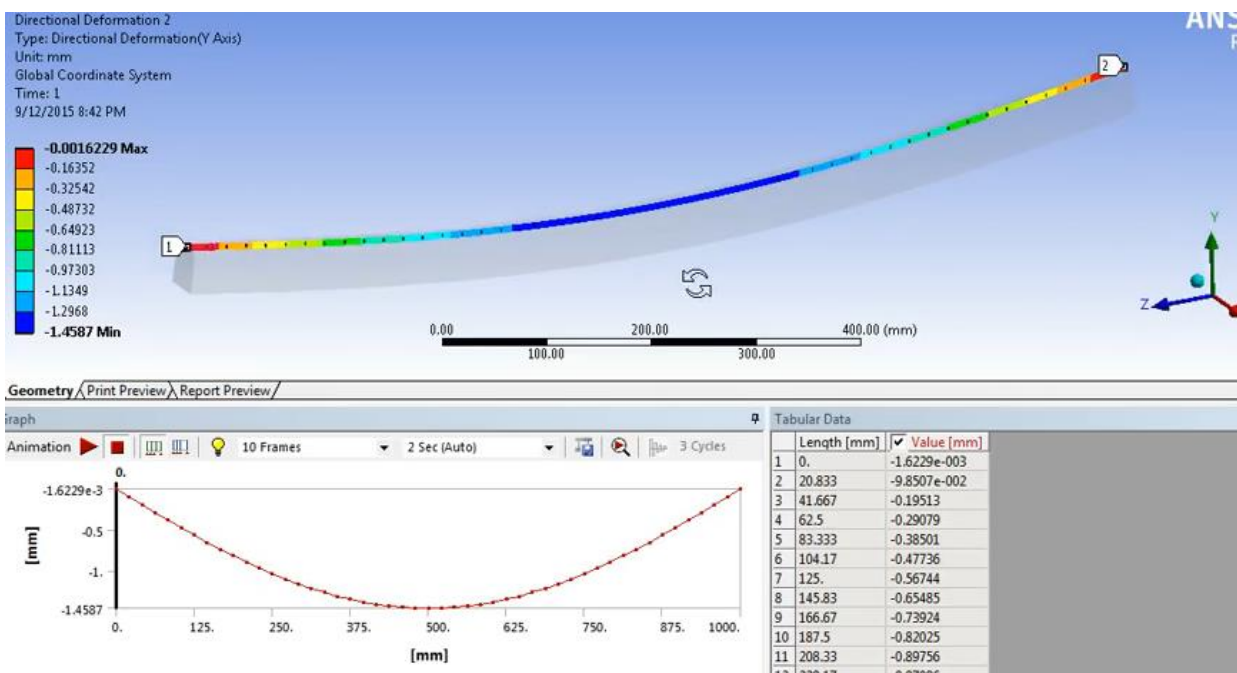 Directional Deformation 2
Type: Directional Deformation(Y Axis)
Unit: mm
Global Coordinate System
Time: 1
9/12/2015 8:42 PM
-0.0016229 Max
-0.16352
-0.32542
-0.48732
-0.64923
-0.81113
-0.97303
-1.1349
-1.2968
-1.4587 Min
ANS
1
2
Y
Z
0.00 200.00 400.00 (mm)
100.00 300.00
Geometry Print Preview Report Preview
raph
Animation 10 Frames 2 Sec (Auto) 3 Cycles
0.
-1.6229e-3
-0.5
-1.
-1.4587
[mm]
0. 125. 250. 375. 500. 625. 750. 875. 1000.
[mm]
Tabular Data
Length [mm] Value [mm]
1 0. -1.6229e-003
2 20.833 -9.8507e-002
3 41.667 -0.19513
4 62.5 -0.29079
5 83.333 -0.38501
6 104.17 -0.47736
7 125. -0.56744
8 145.83 -0.65485
9 166.67 -0.73924
10 187.5 -0.82025
11 208.33 -0.89756